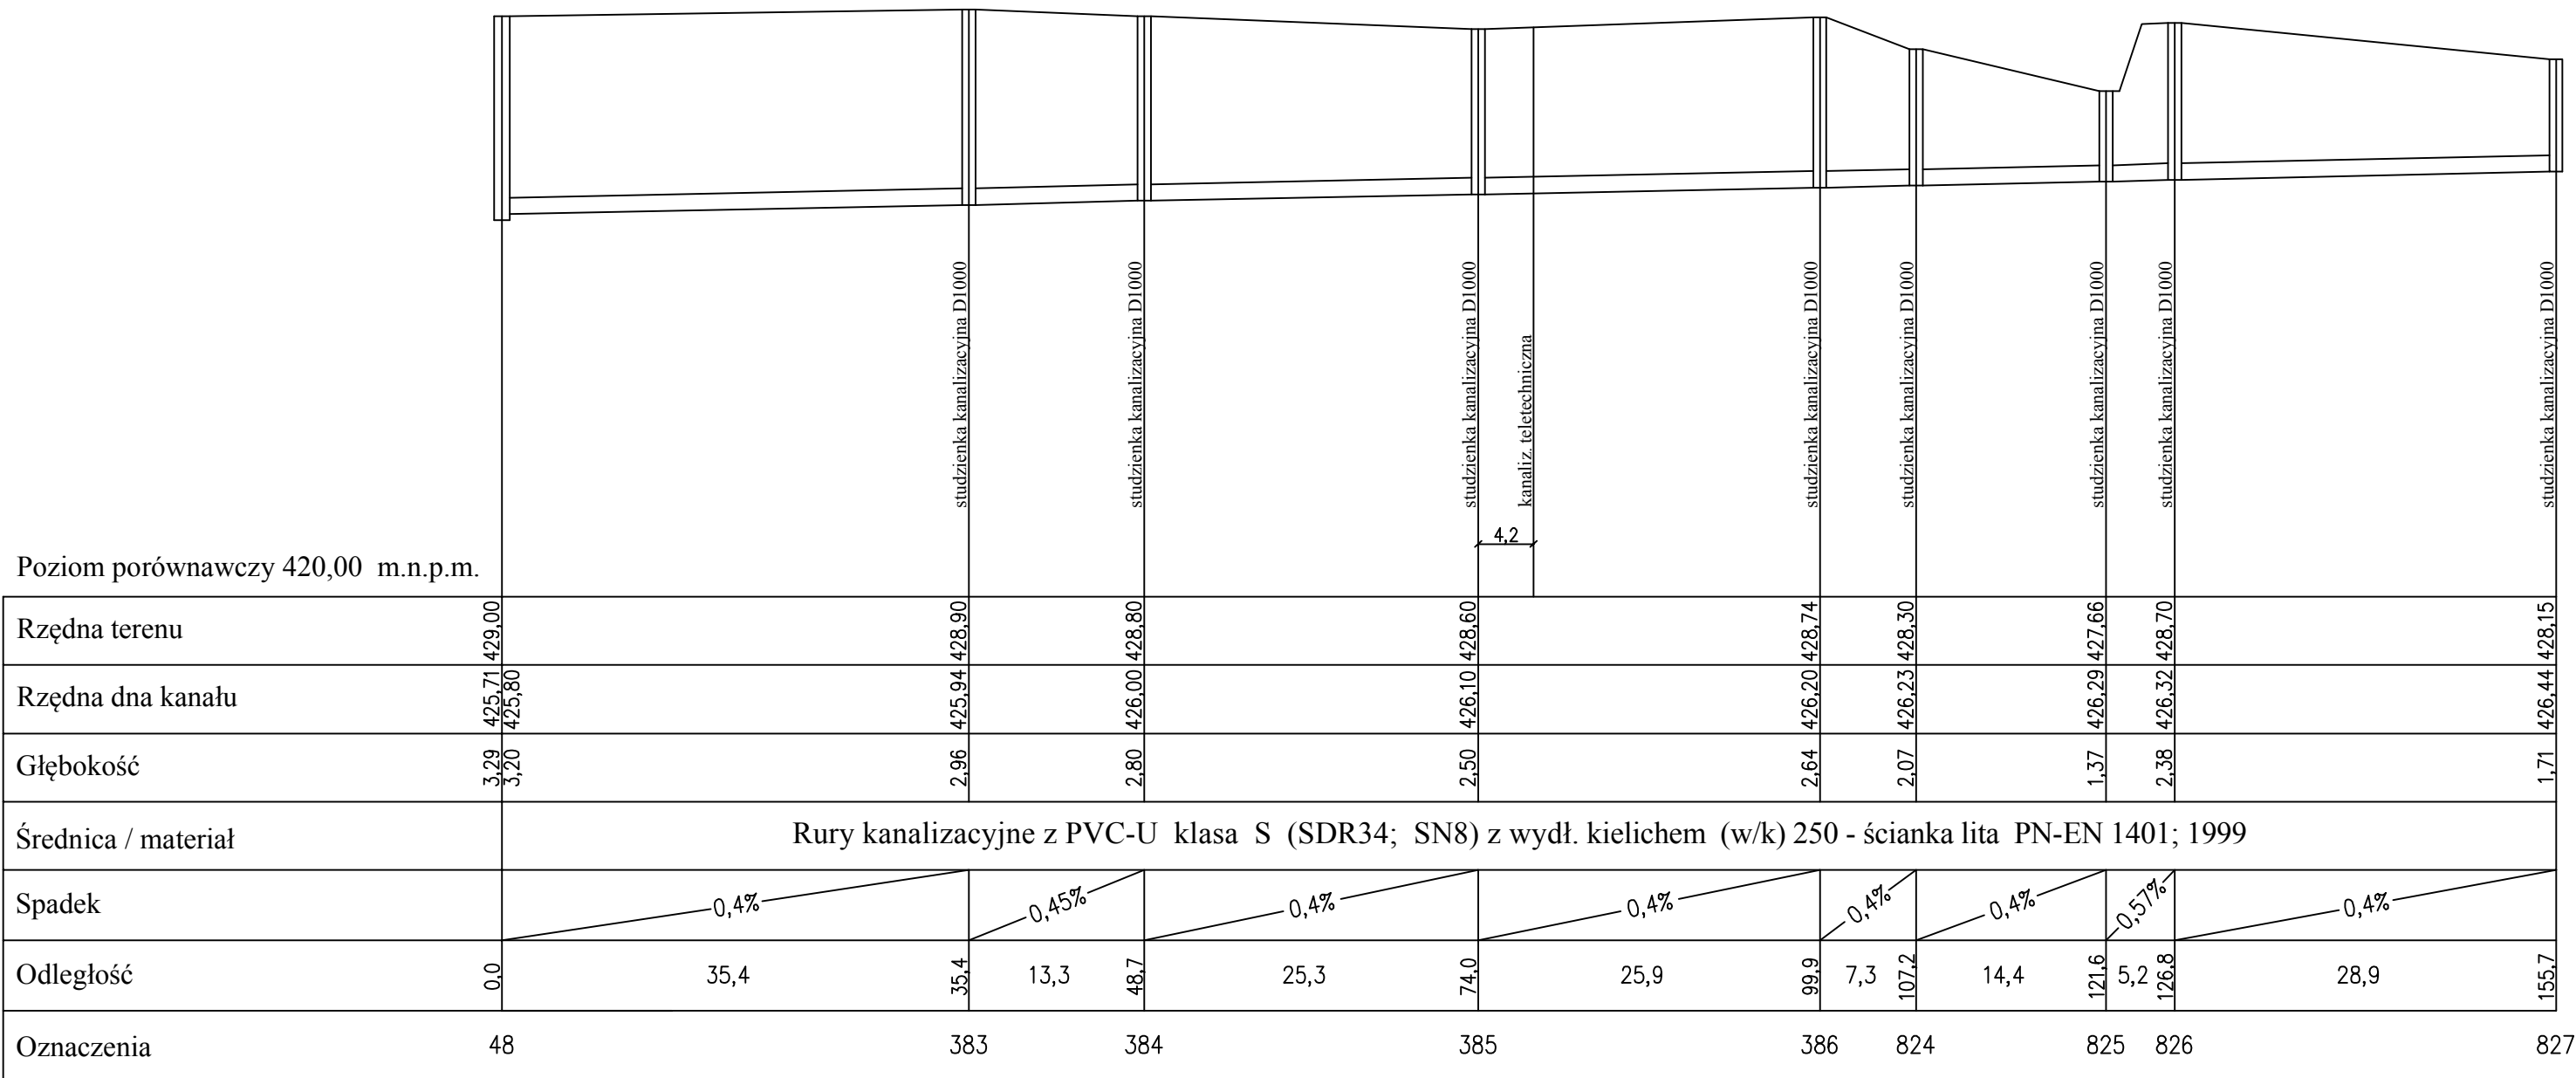 studzienka kanalizacyjna D1000
studzienka kanalizacyjna D1000
studzienka kanalizacyjna D1000
kanaliz. teletechniczna
studzienka kanalizacyjna D1000
studzienka kanalizacyjna D1000
studzienka kanalizacyjna D1000
studzienka kanalizacyjna D1000
studzienka kanalizacyjna D1000
4,2
Poziom porównawczy 420,00 m.n.p.m.
Rzędna terenu 429,00 428,90 428,80 428,60 428,74 428,30 427,66 428,70 428,15
Rzędna dna kanału 425,71 425,80 425,94 426,00 426,10 426,20 426,23 426,29 426,32 426,44
Głębokość 3,29 3,20 2,96 2,80 2,50 2,64 2,07 1,37 2,38 1,71
Średnica / materiał Rury kanalizacyjne z PVC-U klasa S (SDR34; SN8) z wydł. kielichem (w/k) 250 - ścianka lita PN-EN 1401; 1999
Spadek 0,4% 0,45% 0,4% 0,4% 0,4% 0,4% 0,57% 0,4%
Odległość 0,0 35,4 35,4 13,3 48,7 25,3 74,0 25,9 99,9 7,3 107,2 14,4 121,6 5,2 126,8 28,9 155,7
Oznaczenia 48 383 384 385 386 824 825 826 827